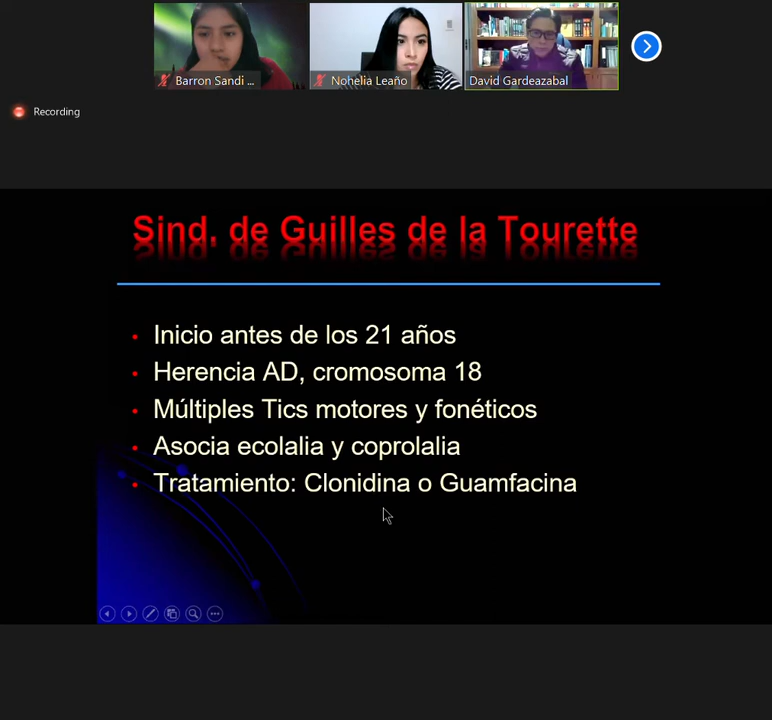 Barron Sandi ...
Nohelia Leaño
David Gardeazabal
Recording
Sind. de Guilles de la Tourette
Inicio antes de los 21 años
Herencia AD, cromosoma 18
Múltiples Tics motores y fonéticos
Asocia ecolalia y coprolalia
Tratamiento: Clonidina o Guamfacina